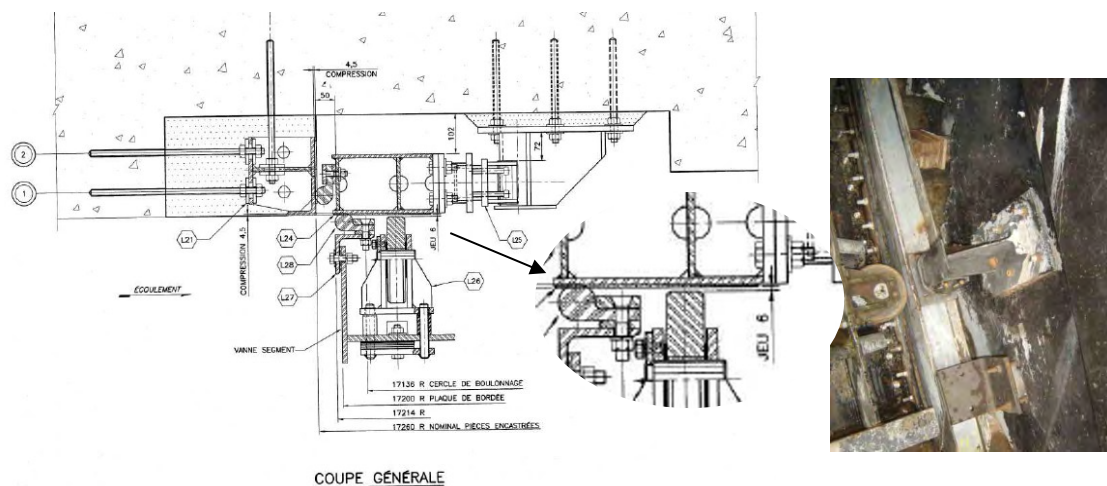 4,5
COMPRESSION
50
102
72
2
1
L21
L24
L28
L27
L25
L26
JEU 6
COMPRESSION 4,5
ÉCOULEMENT
VANNE SEGMENT
JEU 6
17136 R CERCLE DE BOULONNAGE
17200 R PLAQUE DE BORDÉE
17214 R
17260 R NOMINAL PIÈCES ENCASTRÉES
COUPE GÉNÉRALE